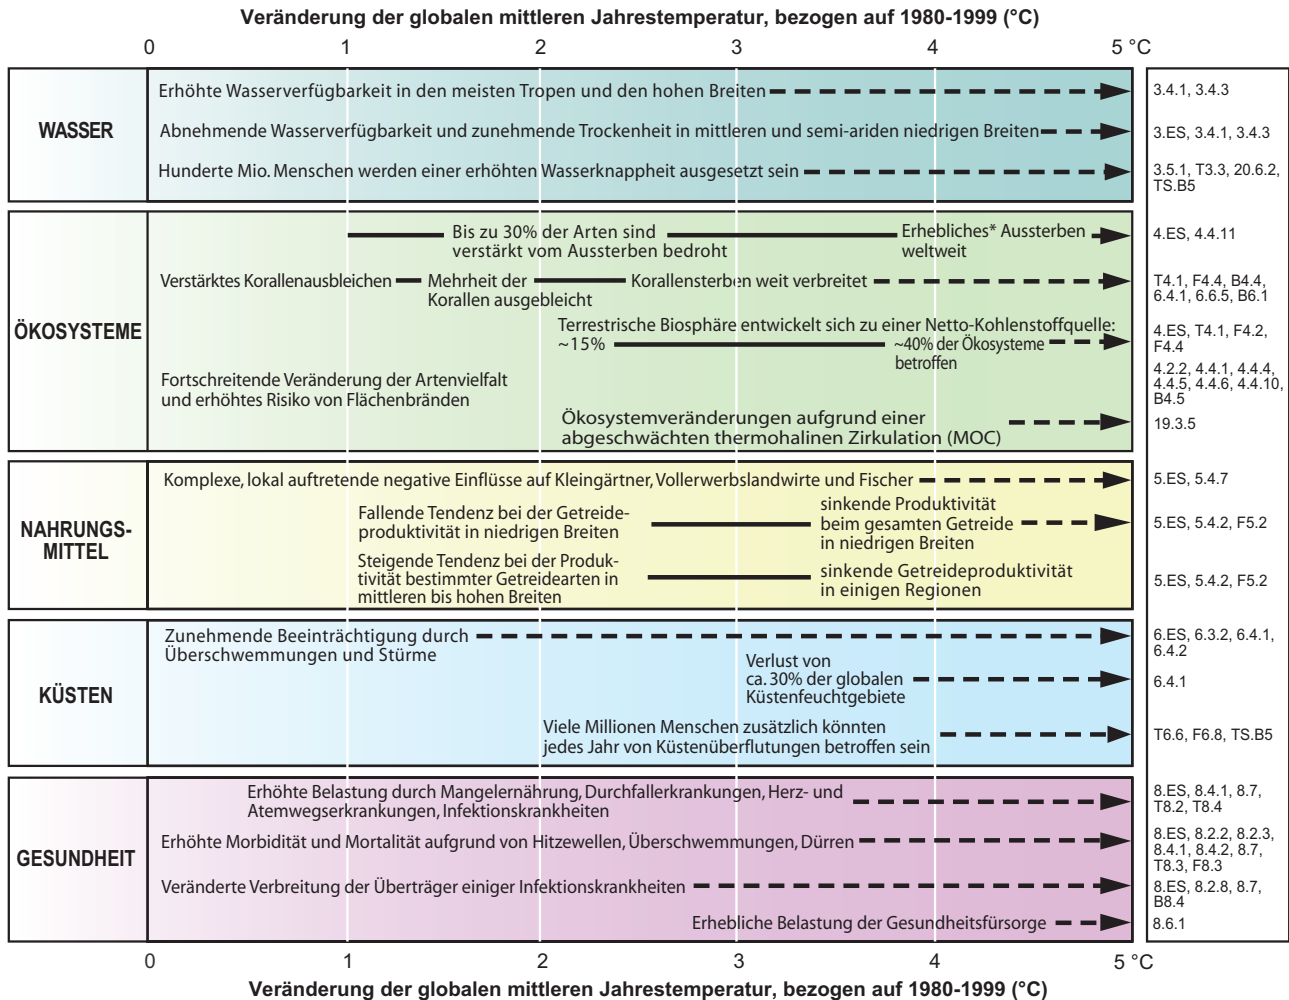 Veränderung der globalen mittleren Jahrestemperatur, bezogen auf 1980-1999 (°C)
0 1 2 3 4 5 °C
WASSER
Erhöhte Wasserverfügbarkeit in den meisten Tropen und den hohen Breiten
3.4.1, 3.4.3
Abnehmende Wasserverfügbarkeit und zunehmende Trockenheit in mittleren und semi-ariden niedrigen Breiten
3.ES, 3.4.1, 3.4.3
Hunderte Mio. Menschen werden einer erhöhten Wasserknappheit ausgesetzt sein
3.5.1, T3.3, 20.6.2,
TS.B5
ÖKOSYSTEME
Bis zu 30% der Arten sind
verstärkt vom Aussterben bedroht
Erhebliches* Aussterben
weltweit
4.ES, 4.4.11
Verstärktes Korallenausbleichen
Mehrheit der
Korallen ausgebleicht
Korallensterben weit verbreitet
T4.1, F4.4, B4.4,
6.4.1, 6.6.5, B6.1
Terrestrische Biosphäre entwickelt sich zu einer Netto-Kohlenstoffquelle:
~15%
~40% der Ökosysteme
betroffen
4.ES, T4.1, F4.2,
F4.4
Fortschreitende Veränderung der Artenvielfalt
und erhöhtes Risiko von Flächenbränden
4.2.2, 4.4.1, 4.4.4,
4.4.5, 4.4.6, 4.4.10,
B4.5
Ökosystemveränderungen aufgrund einer
abgeschwächten thermohalinen Zirkulation (MOC)
19.3.5
NAHRUNGS-
MITTEL
Komplexe, lokal auftretende negative Einflüsse auf Kleingärtner, Vollerwerbslandwirte und Fischer
5.ES, 5.4.7
Fallende Tendenz bei der Getreide-
produktivität in niedrigen Breiten
sinkende Produktivität
beim gesamten Getreide
in niedrigen Breiten
5.ES, 5.4.2, F5.2
Steigende Tendenz bei der Produk-
tivität bestimmter Getreidearten in
mittleren bis hohen Breiten
sinkende Getreideproduktivität
in einigen Regionen
5.ES, 5.4.2, F5.2
KÜSTEN
Zunehmende Beeinträchtigung durch
Überschwemmungen und Stürme
6.ES, 6.3.2, 6.4.1,
6.4.2
Verlust von
ca. 30% der globalen
Küstenfeuchtgebiete
6.4.1
Viele Millionen Menschen zusätzlich könnten
jedes Jahr von Küstenüberflutungen betroffen sein
T6.6, F6.8, TS.B5
GESUNDHEIT
Erhöhte Belastung durch Mangelernährung, Durchfallerkrankungen, Herz- und
Atemwegserkrankungen, Infektionskrankheiten
8.ES, 8.4.1, 8.7,
T8.2, T8.4
Erhöhte Morbidität und Mortalität aufgrund von Hitzewellen, Überschwemmungen, Dürren
8.ES, 8.2.2, 8.2.3,
8.4.1, 8.4.2, 8.7,
T8.3, F8.3
Veränderte Verbreitung der Überträger einiger Infektionskrankheiten
8.ES, 8.2.8, 8.7,
B8.4
Erhebliche Belastung der Gesundheitsfürsorge
8.6.1
0 1 2 3 4 5 °C
Veränderung der globalen mittleren Jahrestemperatur, bezogen auf 1980-1999 (°C)